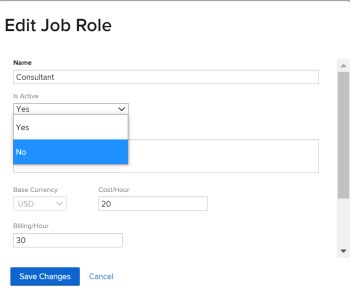 Edit Job Role
Name
Consultant
Is Active
Yes
Yes
No
Base Currency Cost/Hour
USD 20
Billing/Hour
30
Save Changes Cancel